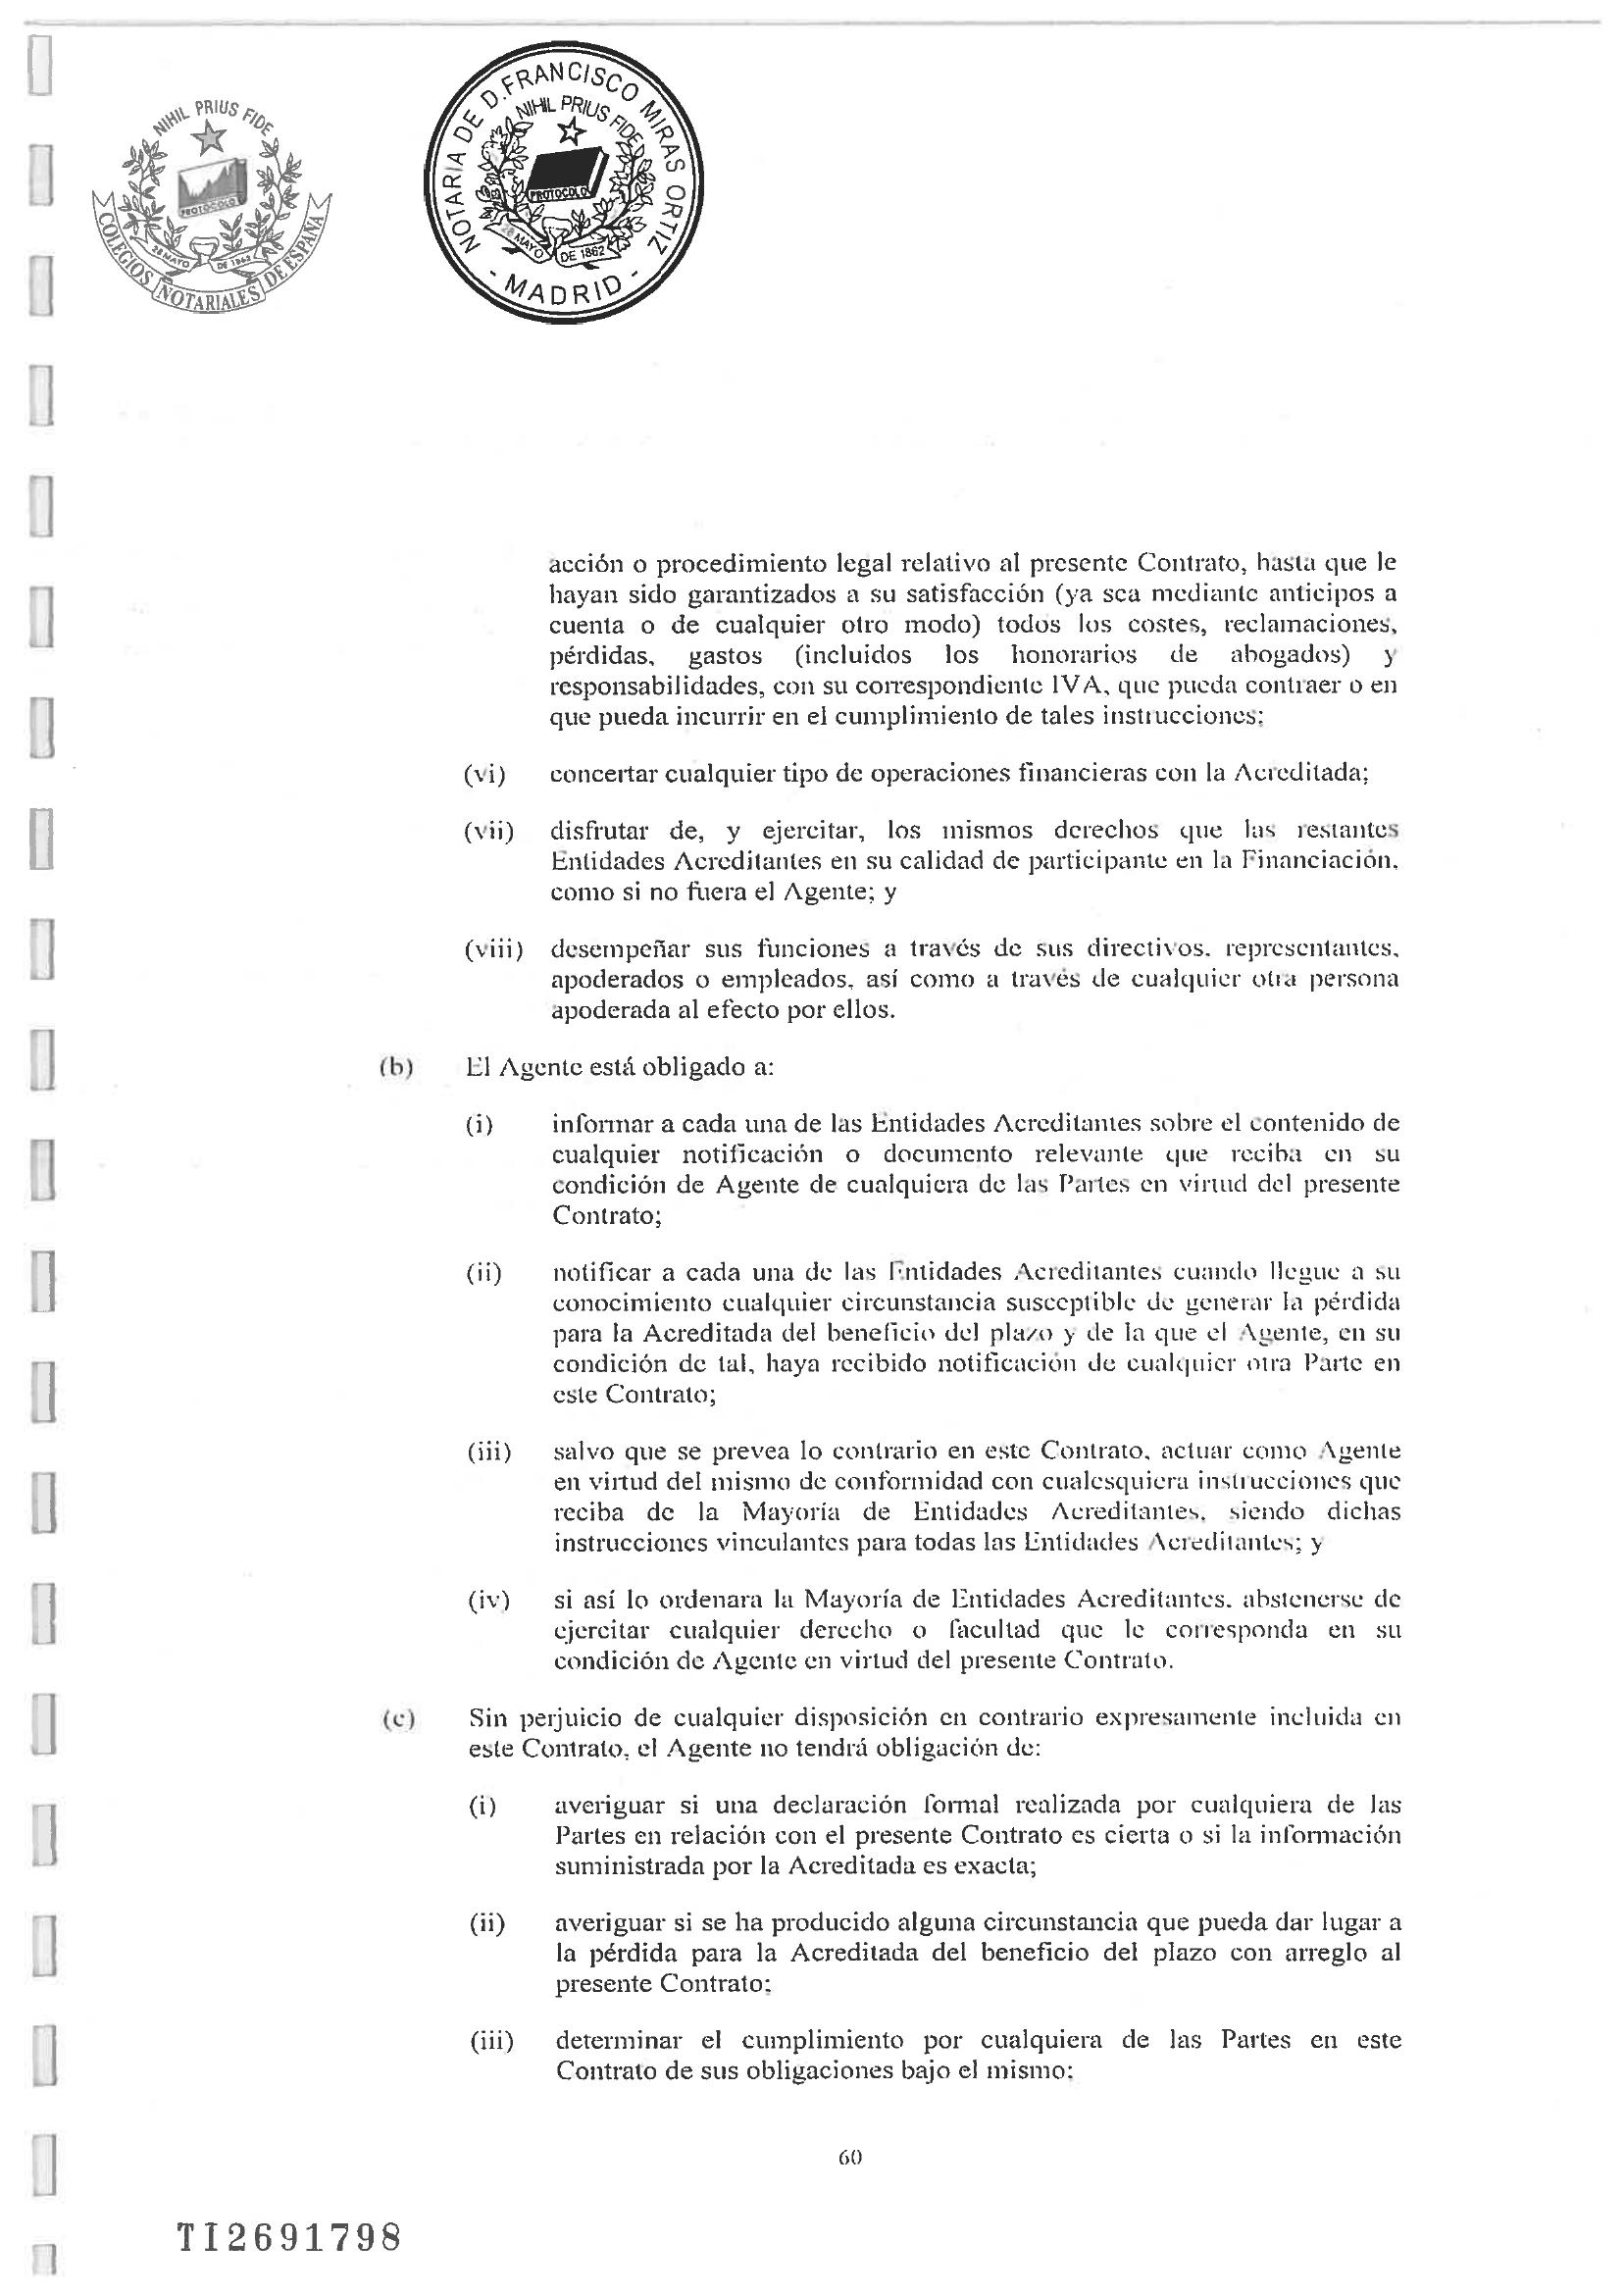 NIHIL PRIUS FIDE
PROTOCOLO
28 MAYO DE 1862
COLEGIOS NOTARIALES DE ESPAÑA
NOTARIA DE D.FRANCISCO MIRAS ORTIZ
NIHIL PRIUS FIDE
PROTOCOLO
28 MAYO DE 1862
- MADRID -
acción o procedimiento legal relativo al presente Contrato, hasta que le
hayan sido garantizados a su satisfacción (ya sea mediante anticipos a
cuenta o de cualquier otro modo) todos los costes, reclamaciones,
pérdidas, gastos (incluidos los honorarios de abogados) y
responsabilidades, con su correspondiente IVA, que pueda contraer o en
que pueda incurrir en el cumplimiento de tales instrucciones;
(vi) concertar cualquier tipo de operaciones financieras con la Acreditada;
(vii) disfrutar de, y ejercitar, los mismos derechos que las restantes
Entidades Acreditantes en su calidad de participante en la Financiación,
como si no fuera el Agente; y
(viii) desempeñar sus funciones a través de sus directivos, representantes,
apoderados o empleados, así como a través de cualquier otra persona
apoderada al efecto por ellos.
(b) El Agente está obligado a:
(i) informar a cada una de las Entidades Acreditantes sobre el contenido de
cualquier notificación o documento relevante que reciba en su
condición de Agente de cualquiera de las Partes en virtud del presente
Contrato;
(ii) notificar a cada una de las Entidades Acreditantes cuando llegue a su
conocimiento cualquier circunstancia susceptible de generar la pérdida
para la Acreditada del beneficio del plazo y de la que el Agente, en su
condición de tal, haya recibido notificación de cualquier otra Parte en
este Contrato;
(iii) salvo que se prevea lo contrario en este Contrato, actuar como Agente
en virtud del mismo de conformidad con cualesquiera instrucciones que
reciba de la Mayoría de Entidades Acreditantes, siendo dichas
instrucciones vinculantes para todas las Entidades Acreditantes; y
(iv) si así lo ordenara la Mayoría de Entidades Acreditantes, abstenerse de
ejercitar cualquier derecho o facultad que le corresponda en su
condición de Agente en virtud del presente Contrato.
(c) Sin perjuicio de cualquier disposición en contrario expresamente incluida en
este Contrato, el Agente no tendrá obligación de:
(i) averiguar si una declaración formal realizada por cualquiera de las
Partes en relación con el presente Contrato es cierta o si la información
suministrada por la Acreditada es exacta;
(ii) averiguar si se ha producido alguna circunstancia que pueda dar lugar a
la pérdida para la Acreditada del beneficio del plazo con arreglo al
presente Contrato;
(iii) determinar el cumplimiento por cualquiera de las Partes en este
Contrato de sus obligaciones bajo el mismo;
60
TI2691798